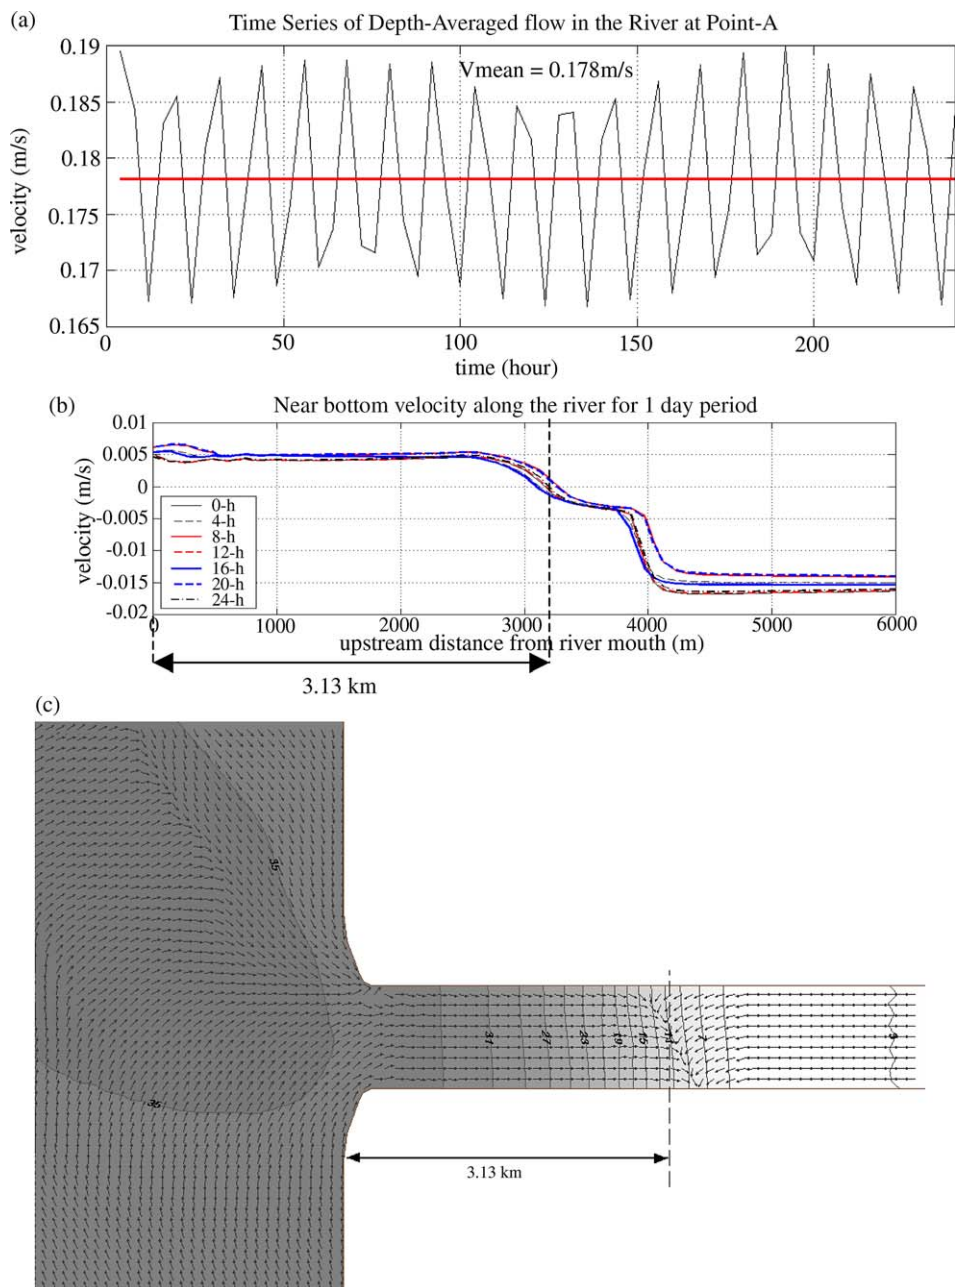 (a)
Time Series of Depth-Averaged flow in the River at Point-A
Vmean = 0.178m/s
velocity (m/s)
0.19
0.185
0.18
0.175
0.17
0.165
0 50 100 150 200
time (hour)
(b)
Near bottom velocity along the river for 1 day period
velocity (m/s)
0.01
0.005
0
-0.005
-0.01
-0.015
-0.02
0-h
4-h
8-h
12-h
16-h
20-h
24-h
0 1000 2000 3000 4000 5000 6000
upstream distance from river mouth (m)
3.13 km
(c)
35
35
31 27 23 19 15 11 7 3
3.13 km